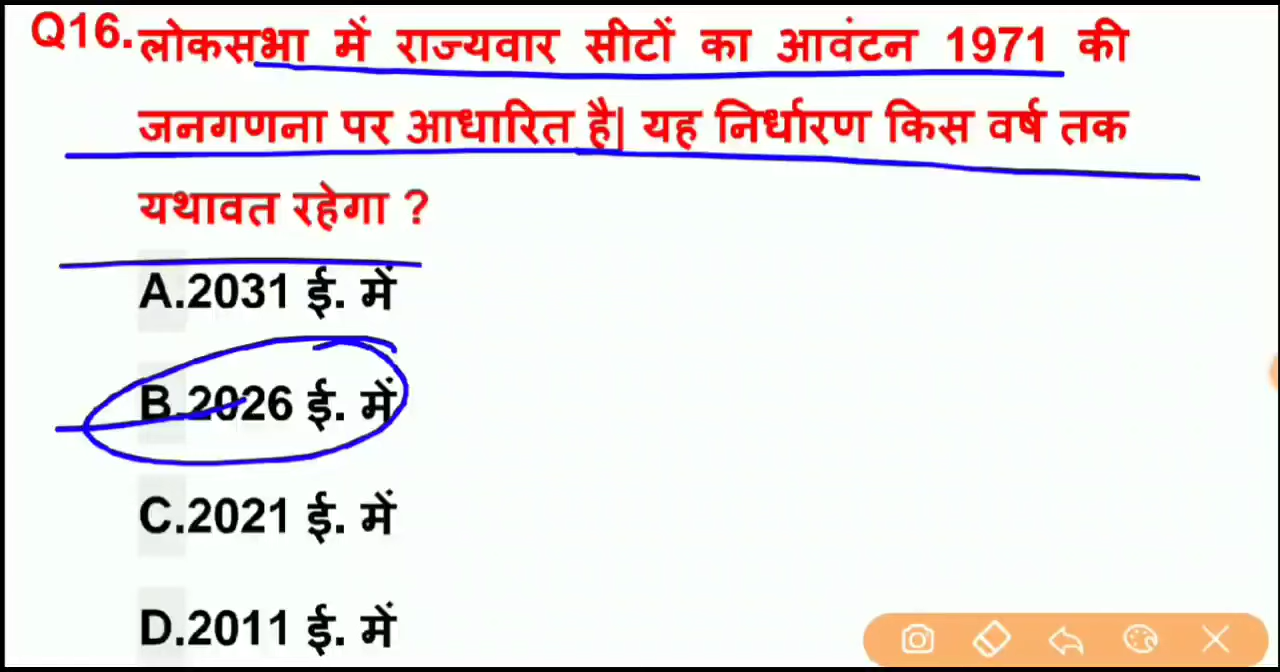 Q16. लोकसभा में राज्यवार सीटों का आवंटन 1971 की
जनगणना पर आधारित है| यह निर्धारण किस वर्ष तक
यथावत रहेगा ?
A.2031 ई. में
B.2026 ई. में
C.2021 ई. में
D.2011 ई. में